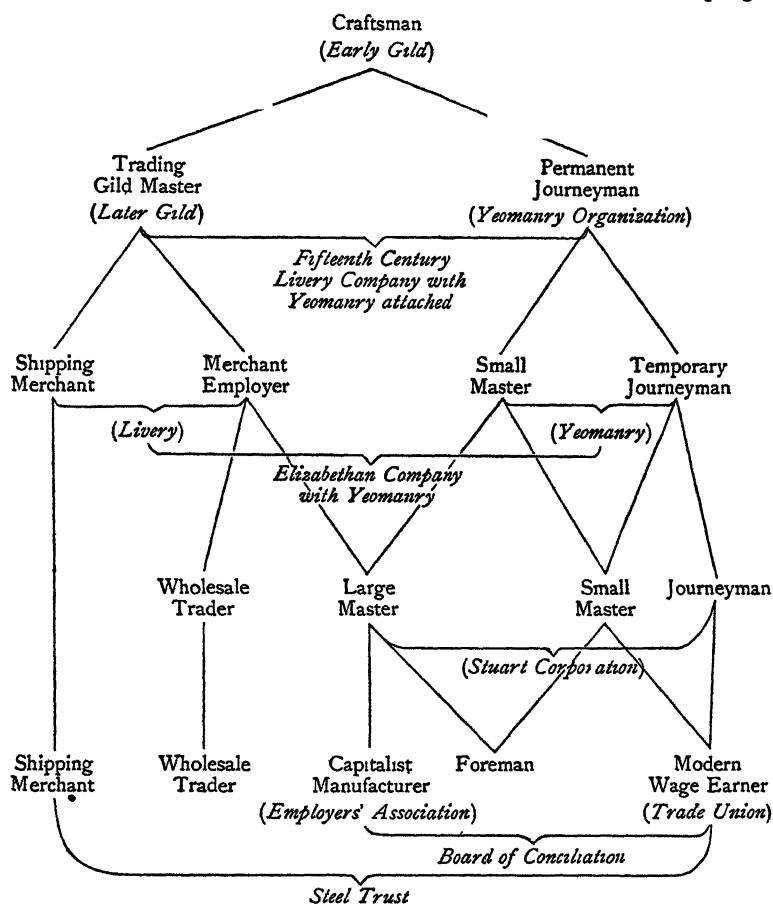 Craftsman
(Early Gild)
Trading
Gild Master
(Later Gild)
Permanent
Journeyman
(Yeomanry Organization)
Fifteenth Century
Livery Company with
Yeomanry attached
Shipping
Merchant
Merchant
Employer
Small
Master
Temporary
Journeyman
(Livery)
(Yeomanry)
Elizabethan Company
with Yeomanry
Wholesale
Trader
Large
Master
Small
Master
Journeyman
(Stuart Corporation)
Shipping
Merchant
Wholesale
Trader
Capitalist
Manufacturer
(Employers' Association)
Foreman
Modern
Wage Earner
(Trade Union)
Board of Conciliation
Steel Trust